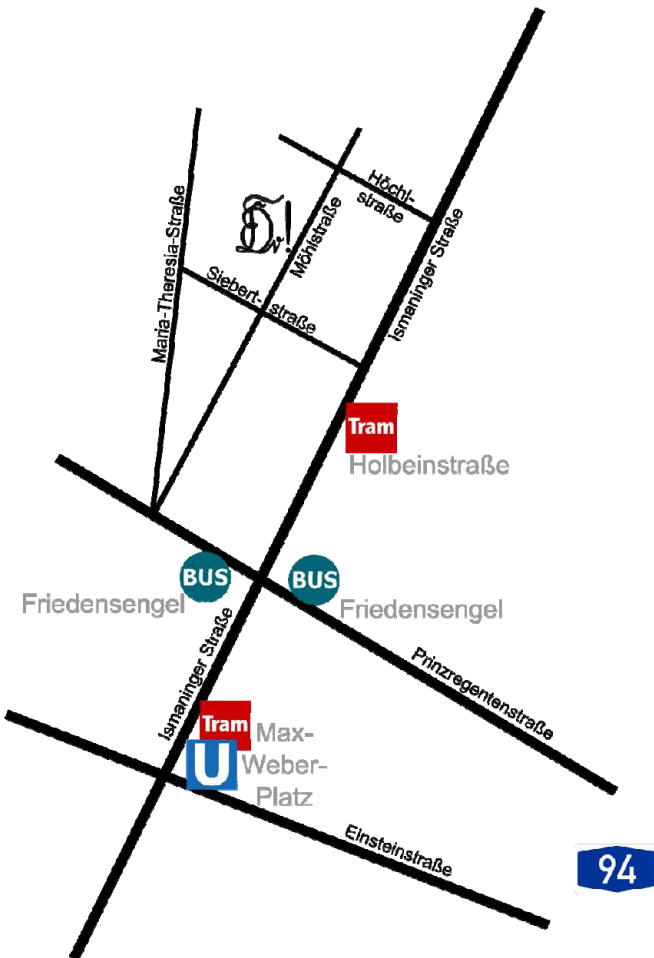 Höchl-
straße
Maria-Theresia-Straße
Möhlstraße
Ismaninger Straße
Siebert-
straße
Tram
Holbeinstraße
BUS
BUS
Friedensengel
Friedensengel
Ismaninger Straße
Prinzregentenstraße
Tram
Max-
U
Weber-
Platz
Einsteinstraße
94